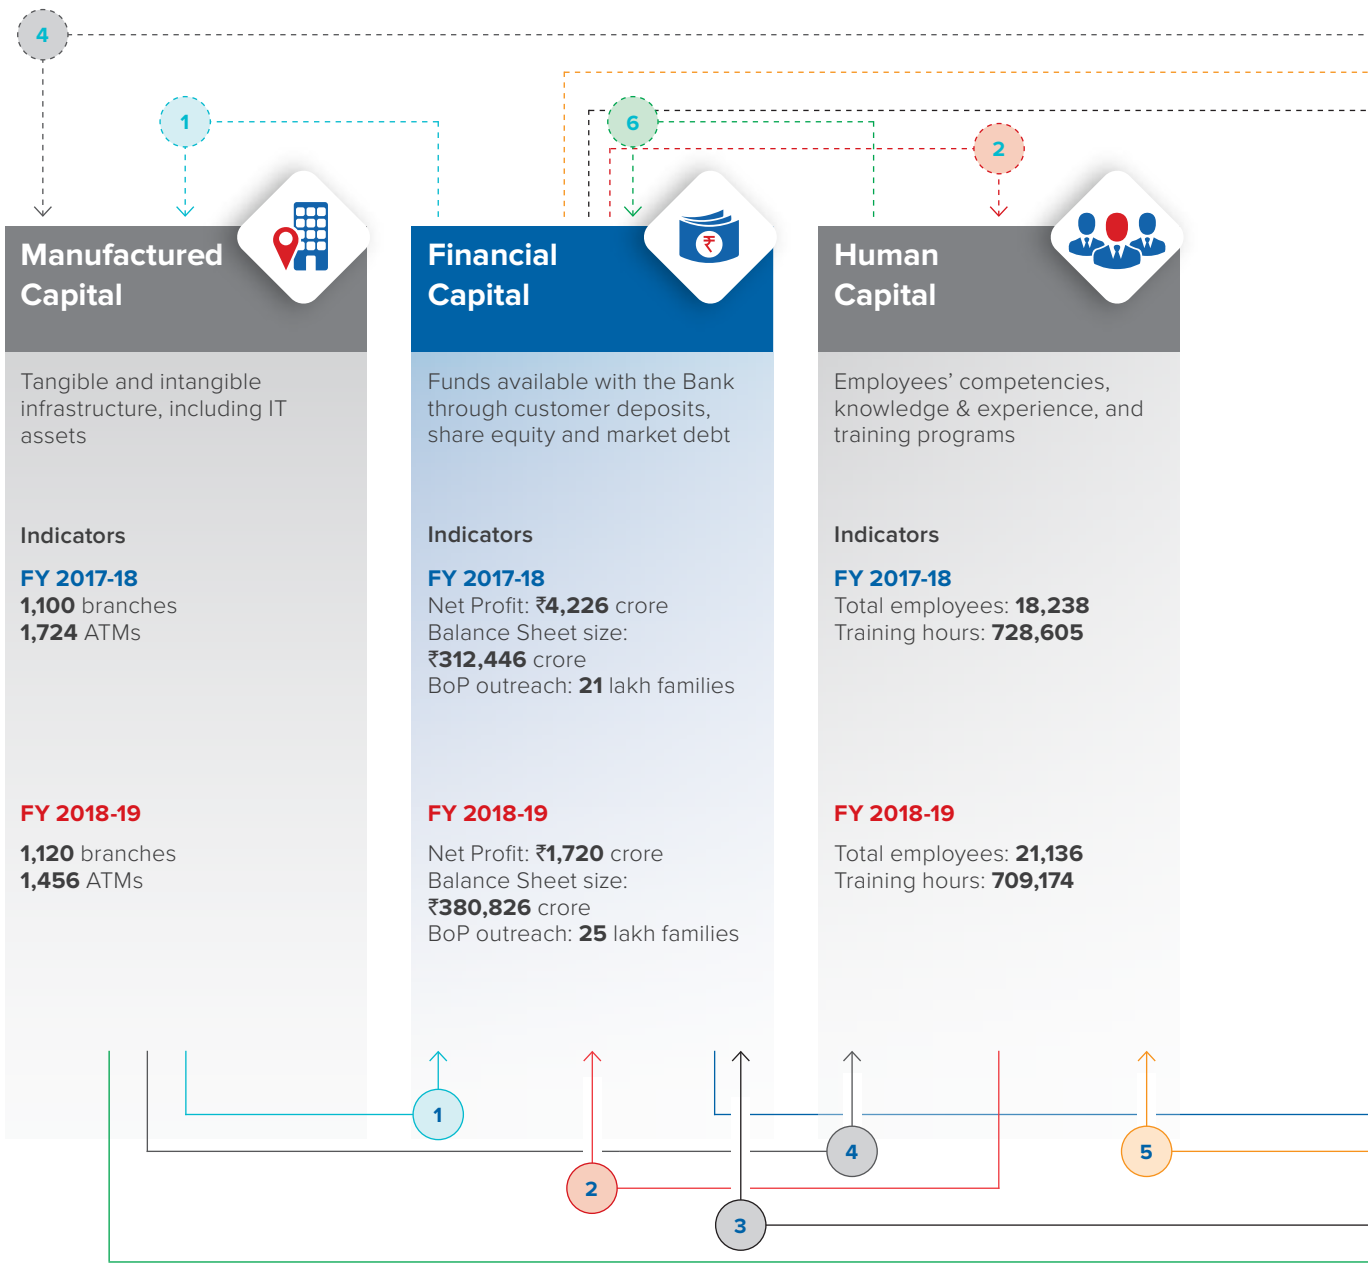 4
1
6
2
Manufactured
Capital
Tangible and intangible
infrastructure, including IT
assets
Indicators
FY 2017-18
1,100 branches
1,724 ATMs
FY 2018-19
1,120 branches
1,456 ATMs
Financial
Capital
₹
Funds available with the Bank
through customer deposits,
share equity and market debt
Indicators
FY 2017-18
Net Profit: ₹4,226 crore
Balance Sheet size:
₹312,446 crore
BoP outreach: 21 lakh families
FY 2018-19
Net Profit: ₹1,720 crore
Balance Sheet size:
₹380,826 crore
BoP outreach: 25 lakh families
Human
Capital
Employees’ competencies,
knowledge & experience, and
training programs
Indicators
FY 2017-18
Total employees: 18,238
Training hours: 728,605
FY 2018-19
Total employees: 21,136
Training hours: 709,174
1
4
5
2
3